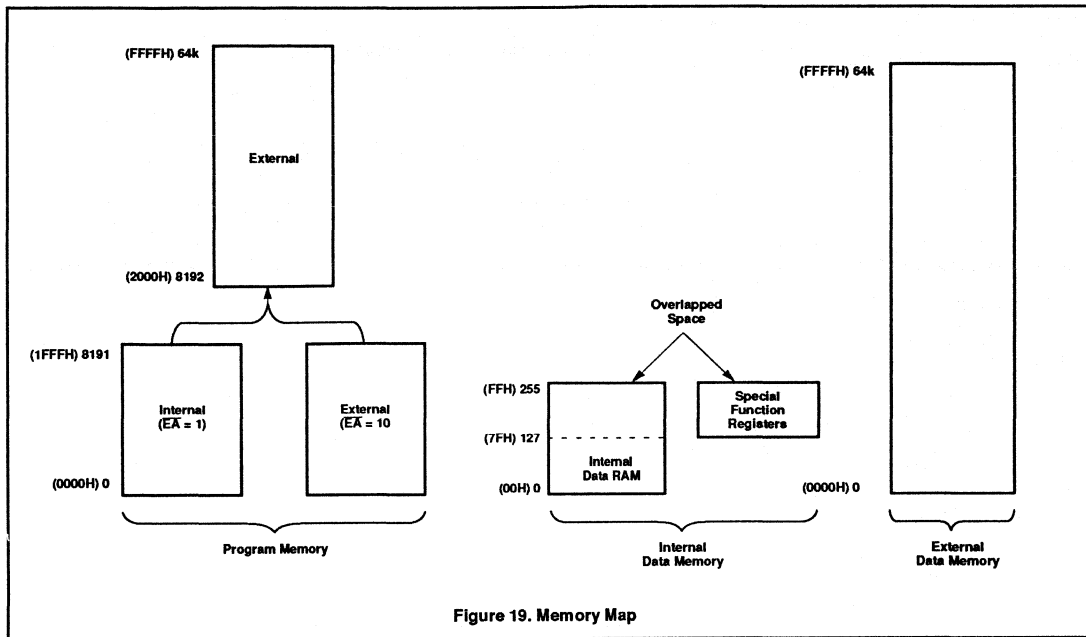 (FFFFH) 64k
External
(2000H) 8192
(1FFFH) 8191
Internal
(E̅A̅ = 1)
External
(E̅A̅ = 10
(0000H) 0
Program Memory
Overlapped
Space
(FFH) 255
(7FH) 127
Internal
Data RAM
(00H) 0
Special
Function
Registers
Internal
Data Memory
(FFFFH) 64k
(0000H) 0
External
Data Memory
Figure 19. Memory Map